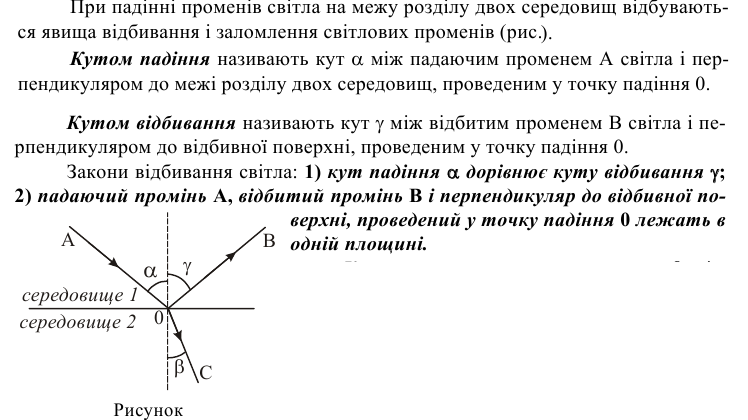 При падінні променів світла на межу розділу двох середовищ відбувають-
ся явища відбивання і заломлення світлових променів (рис.).
Кутом падіння називають кут α між падаючим променем А світла і пер-
пендикуляром до межі розділу двох середовищ, проведеним у точку падіння 0.
Кутом відбивання називають кут γ між відбитим променем В світла і пе-
рпендикуляром до відбивної поверхні, проведеним у точку падіння 0.
Закони відбивання світла: 1) кут падіння α дорівнює куту відбивання γ;
2) падаючий промінь А, відбитий промінь В і перпендикуляр до відбивної по-
верхні, проведений у точку падіння 0 лежать в
одній площині.
А
В
α
γ
середовище 1
середовище 2
0
β
С
Рисунок